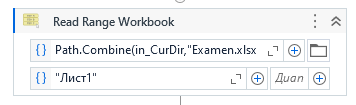 Read Range Workbook
{} Path.Combine(in_CurDir,"Examen.xlsx
{} "Лист1" Диап